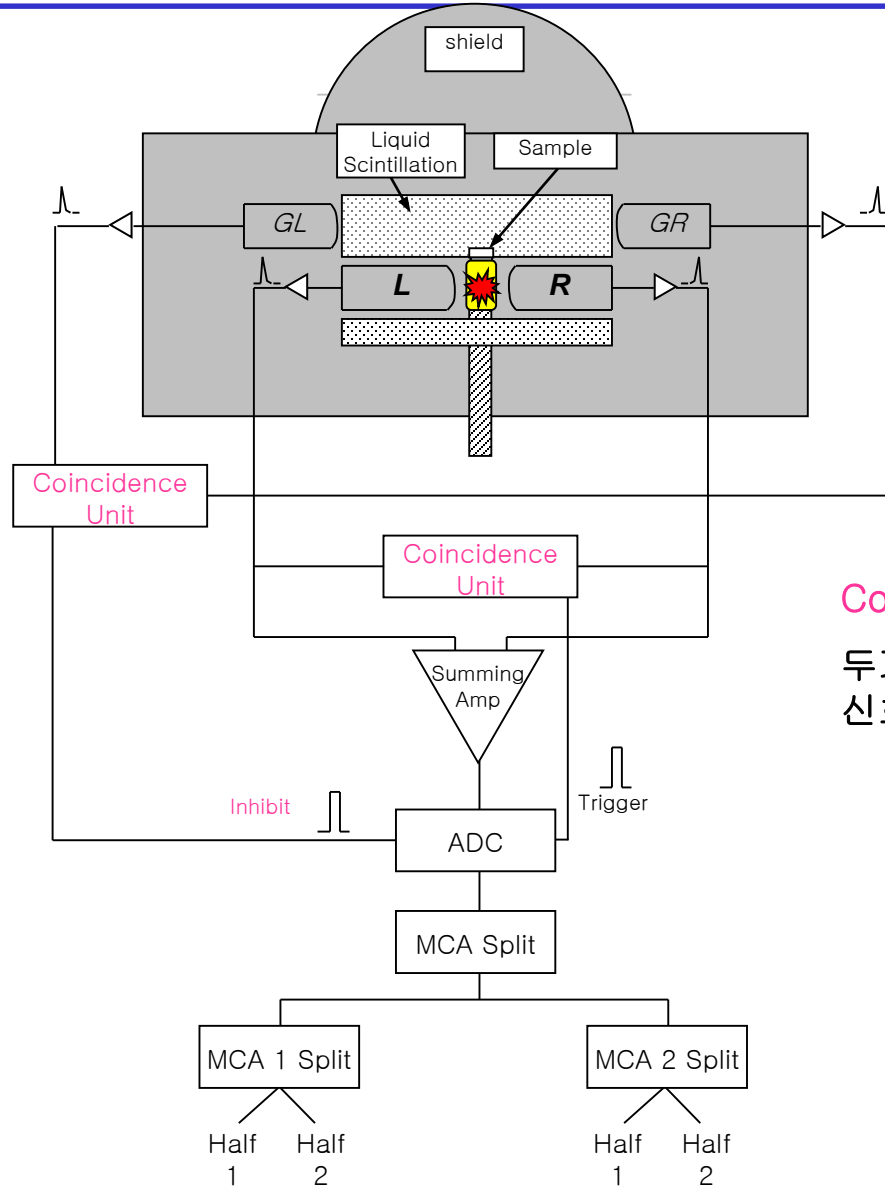 shield
Liquid
Scintillation
Sample
GL
GR
L
R
Coincidence
Unit
Coincidence
Unit
Summing
Amp
Inhibit
Trigger
ADC
MCA Split
MCA 1 Split
MCA 2 Split
Half
1
Half
2
Half
1
Half
2